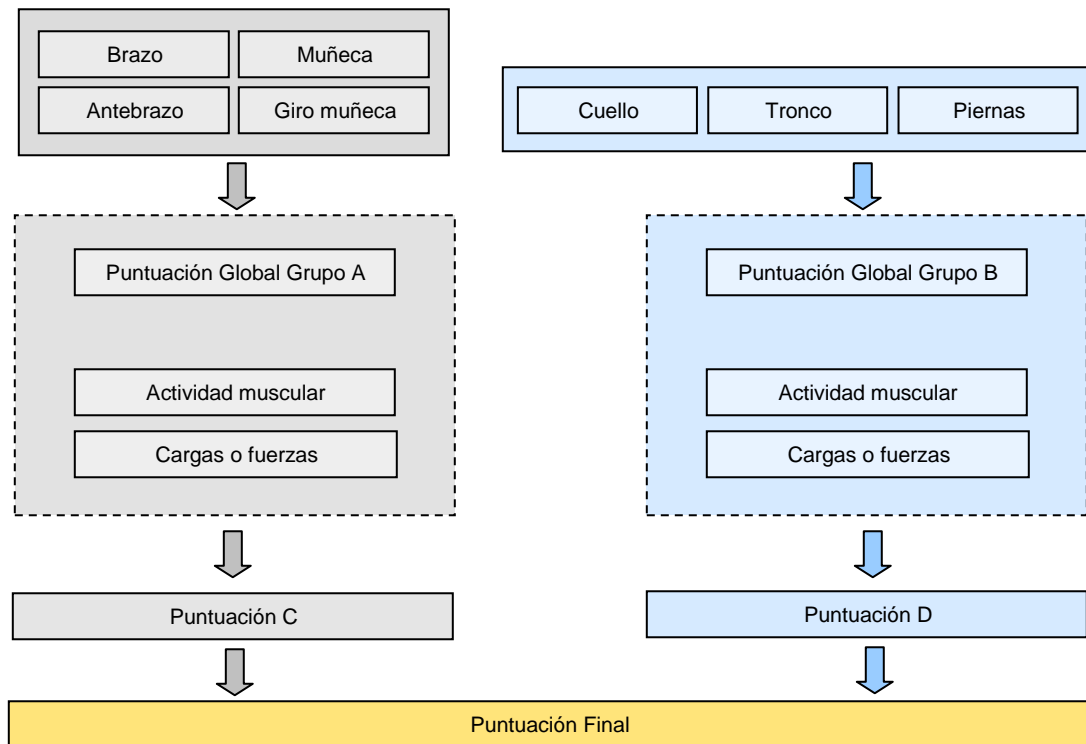 Brazo
Muñeca
Antebrazo
Giro muñeca
Cuello
Tronco
Piernas
Puntuación Global Grupo A
Actividad muscular
Cargas o fuerzas
Puntuación Global Grupo B
Actividad muscular
Cargas o fuerzas
Puntuación C
Puntuación D
Puntuación Final